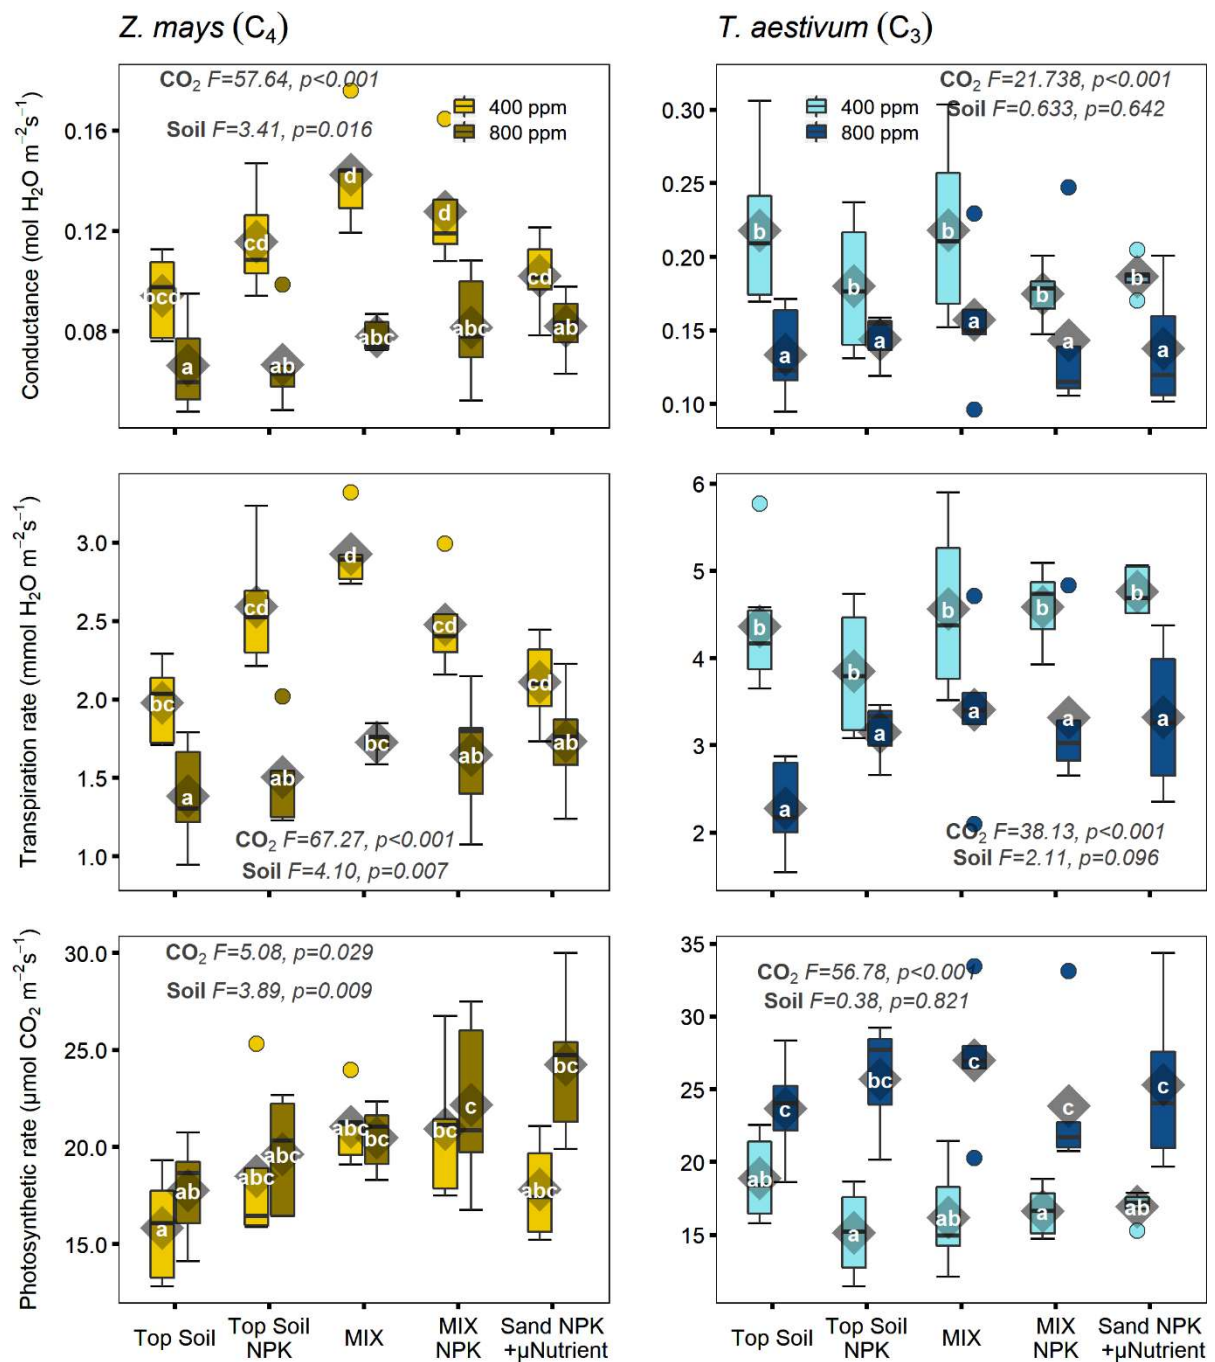 Z. mays (C4)
T. aestivum (C3)
Conductance (mol H2O m−2s−1)
0.16
0.12
0.08
CO2 F=57.64, p<0.001
Soil F=3.41, p=0.016
400 ppm
800 ppm
bcd
a
cd
ab
d
abc
d
abc
cd
ab
0.30
0.25
0.20
0.15
0.10
CO2 F=21.738, p<0.001
Soil F=0.633, p=0.642
400 ppm
800 ppm
b
a
b
a
b
a
b
a
b
a
Transpiration rate (mmol H2O m−2s−1)
3.0
2.5
2.0
1.5
1.0
bc
a
cd
ab
d
bc
cd
ab
cd
ab
CO2 F=67.27, p<0.001
Soil F=4.10, p=0.007
6
5
4
3
2
b
a
b
a
b
a
b
a
b
a
CO2 F=38.13, p<0.001
Soil F=2.11, p=0.096
Photosynthetic rate (µmol CO2 m−2s−1)
30.0
25.0
20.0
15.0
CO2 F=5.08, p=0.029
Soil F=3.89, p=0.009
a
ab
abc
abc
abc
bc
bc
c
abc
bc
35
30
25
20
15
CO2 F=56.78, p<0.001
Soil F=0.38, p=0.821
ab
c
a
bc
ab
c
a
c
ab
c
Top Soil
Top Soil
NPK
MIX
MIX
NPK
Sand NPK
+µNutrient
Top Soil
Top Soil
NPK
MIX
MIX
NPK
Sand NPK
+µNutrient